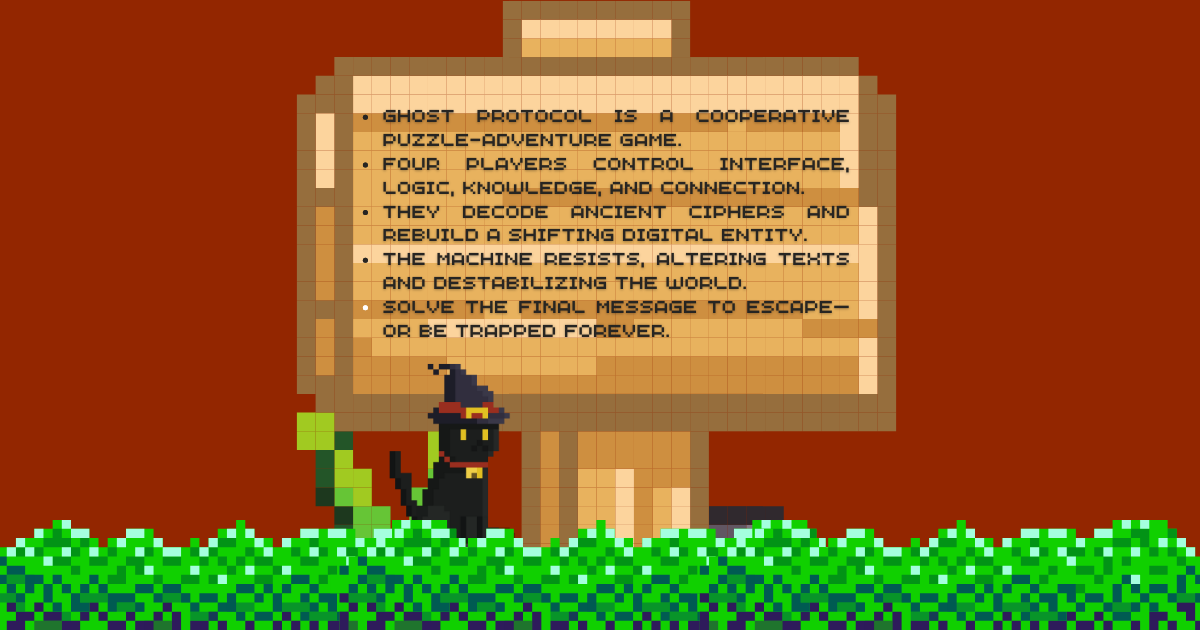 • GHOST PROTOCOL IS A COOPERATIVE
PUZZLE-ADVENTURE GAME.
• FOUR PLAYERS CONTROL INTERFACE,
LOGIC, KNOWLEDGE, AND CONNECTION.
• THEY DECODE ANCIENT CIPHERS AND
REBUILD A SHIFTING DIGITAL ENTITY.
• THE MACHINE RESISTS, ALTERING TEXTS
AND DESTABILIZING THE WORLD.
• SOLVE THE FINAL MESSAGE TO ESCAPE—
OR BE TRAPPED FOREVER.